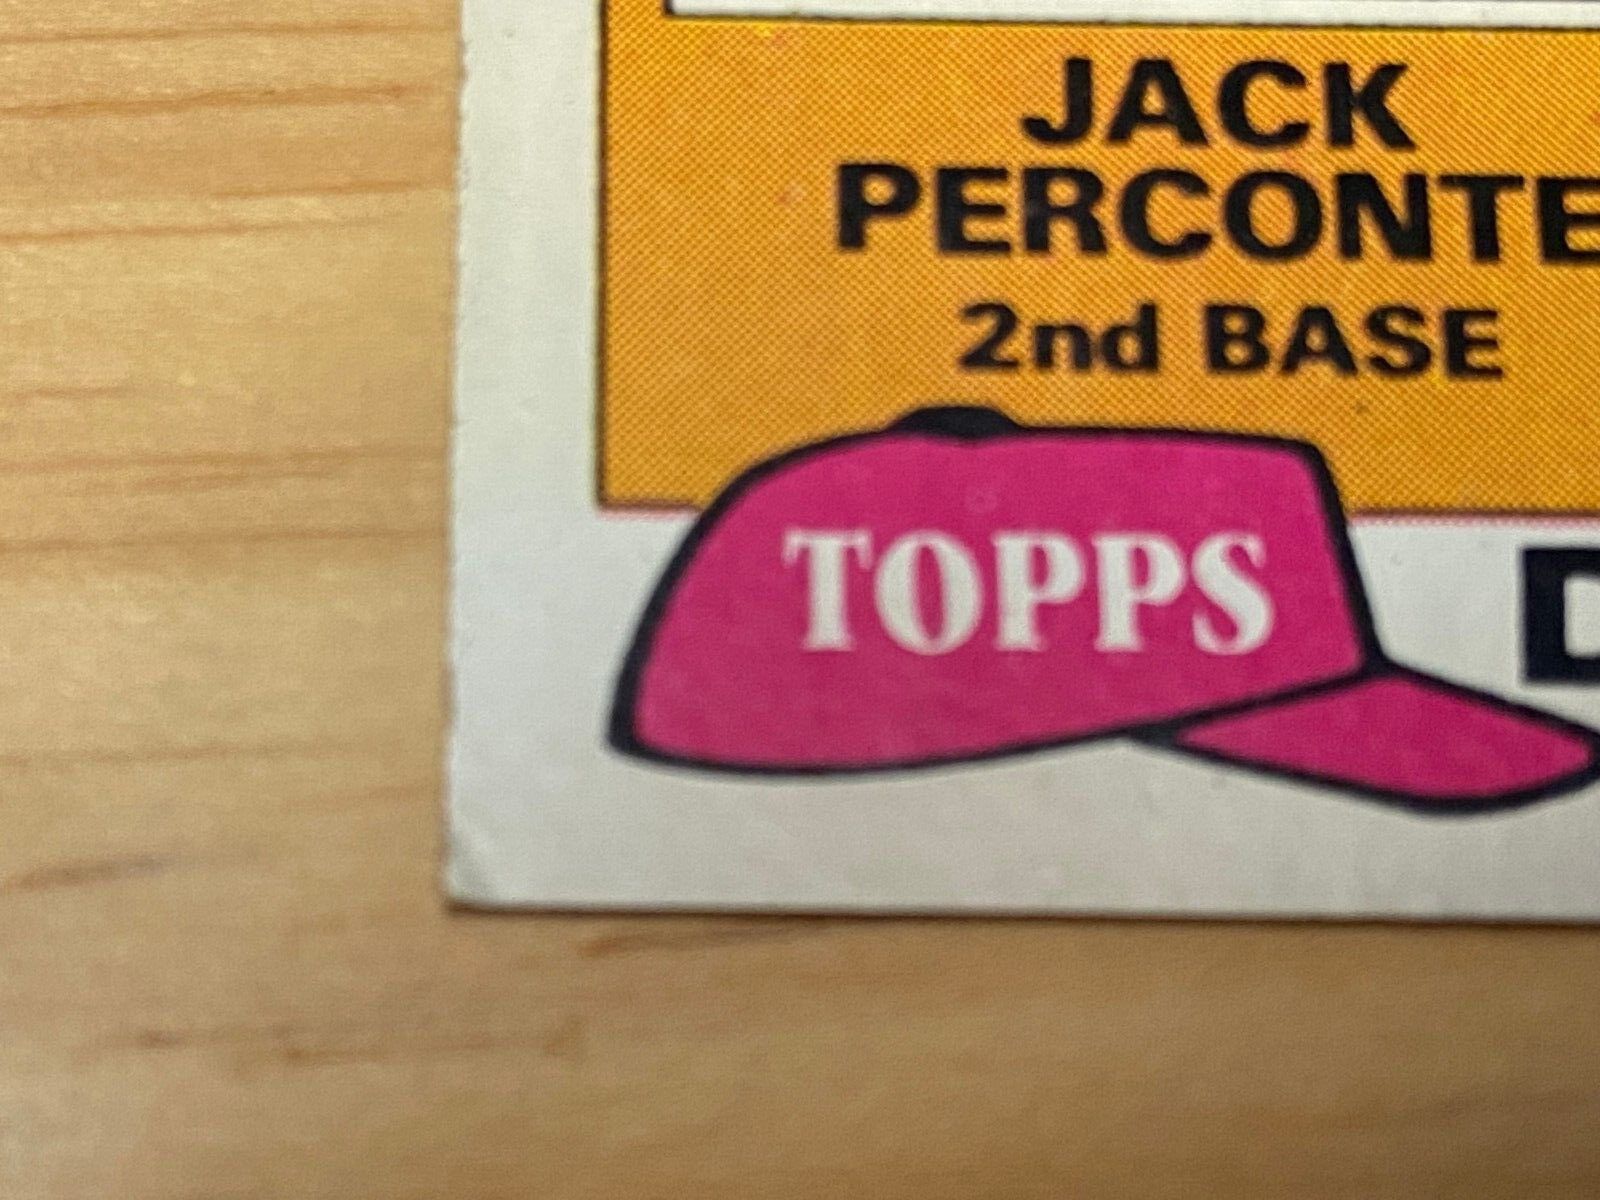 JACK
PERCONTE
2nd BASE
TOPPS
D